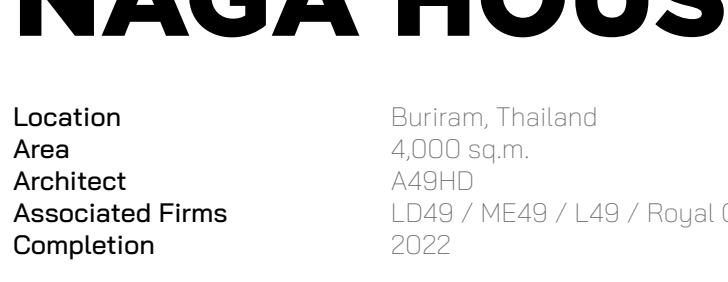 NAGA HOUS
Location Buriram, Thailand
Area 4,000 sq.m.
Architect A49HD
Associated Firms LD49 / ME49 / L49 / Royal
Completion 2022